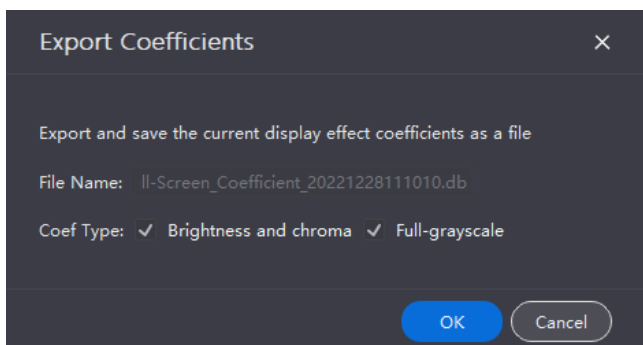 Export Coefficients
Export and save the current display effect coefficients as a file
File Name: ll-Screen_Coefficient_20221228111010.db
Coef Type: Brightness and chroma Full-grayscale
OK Cancel